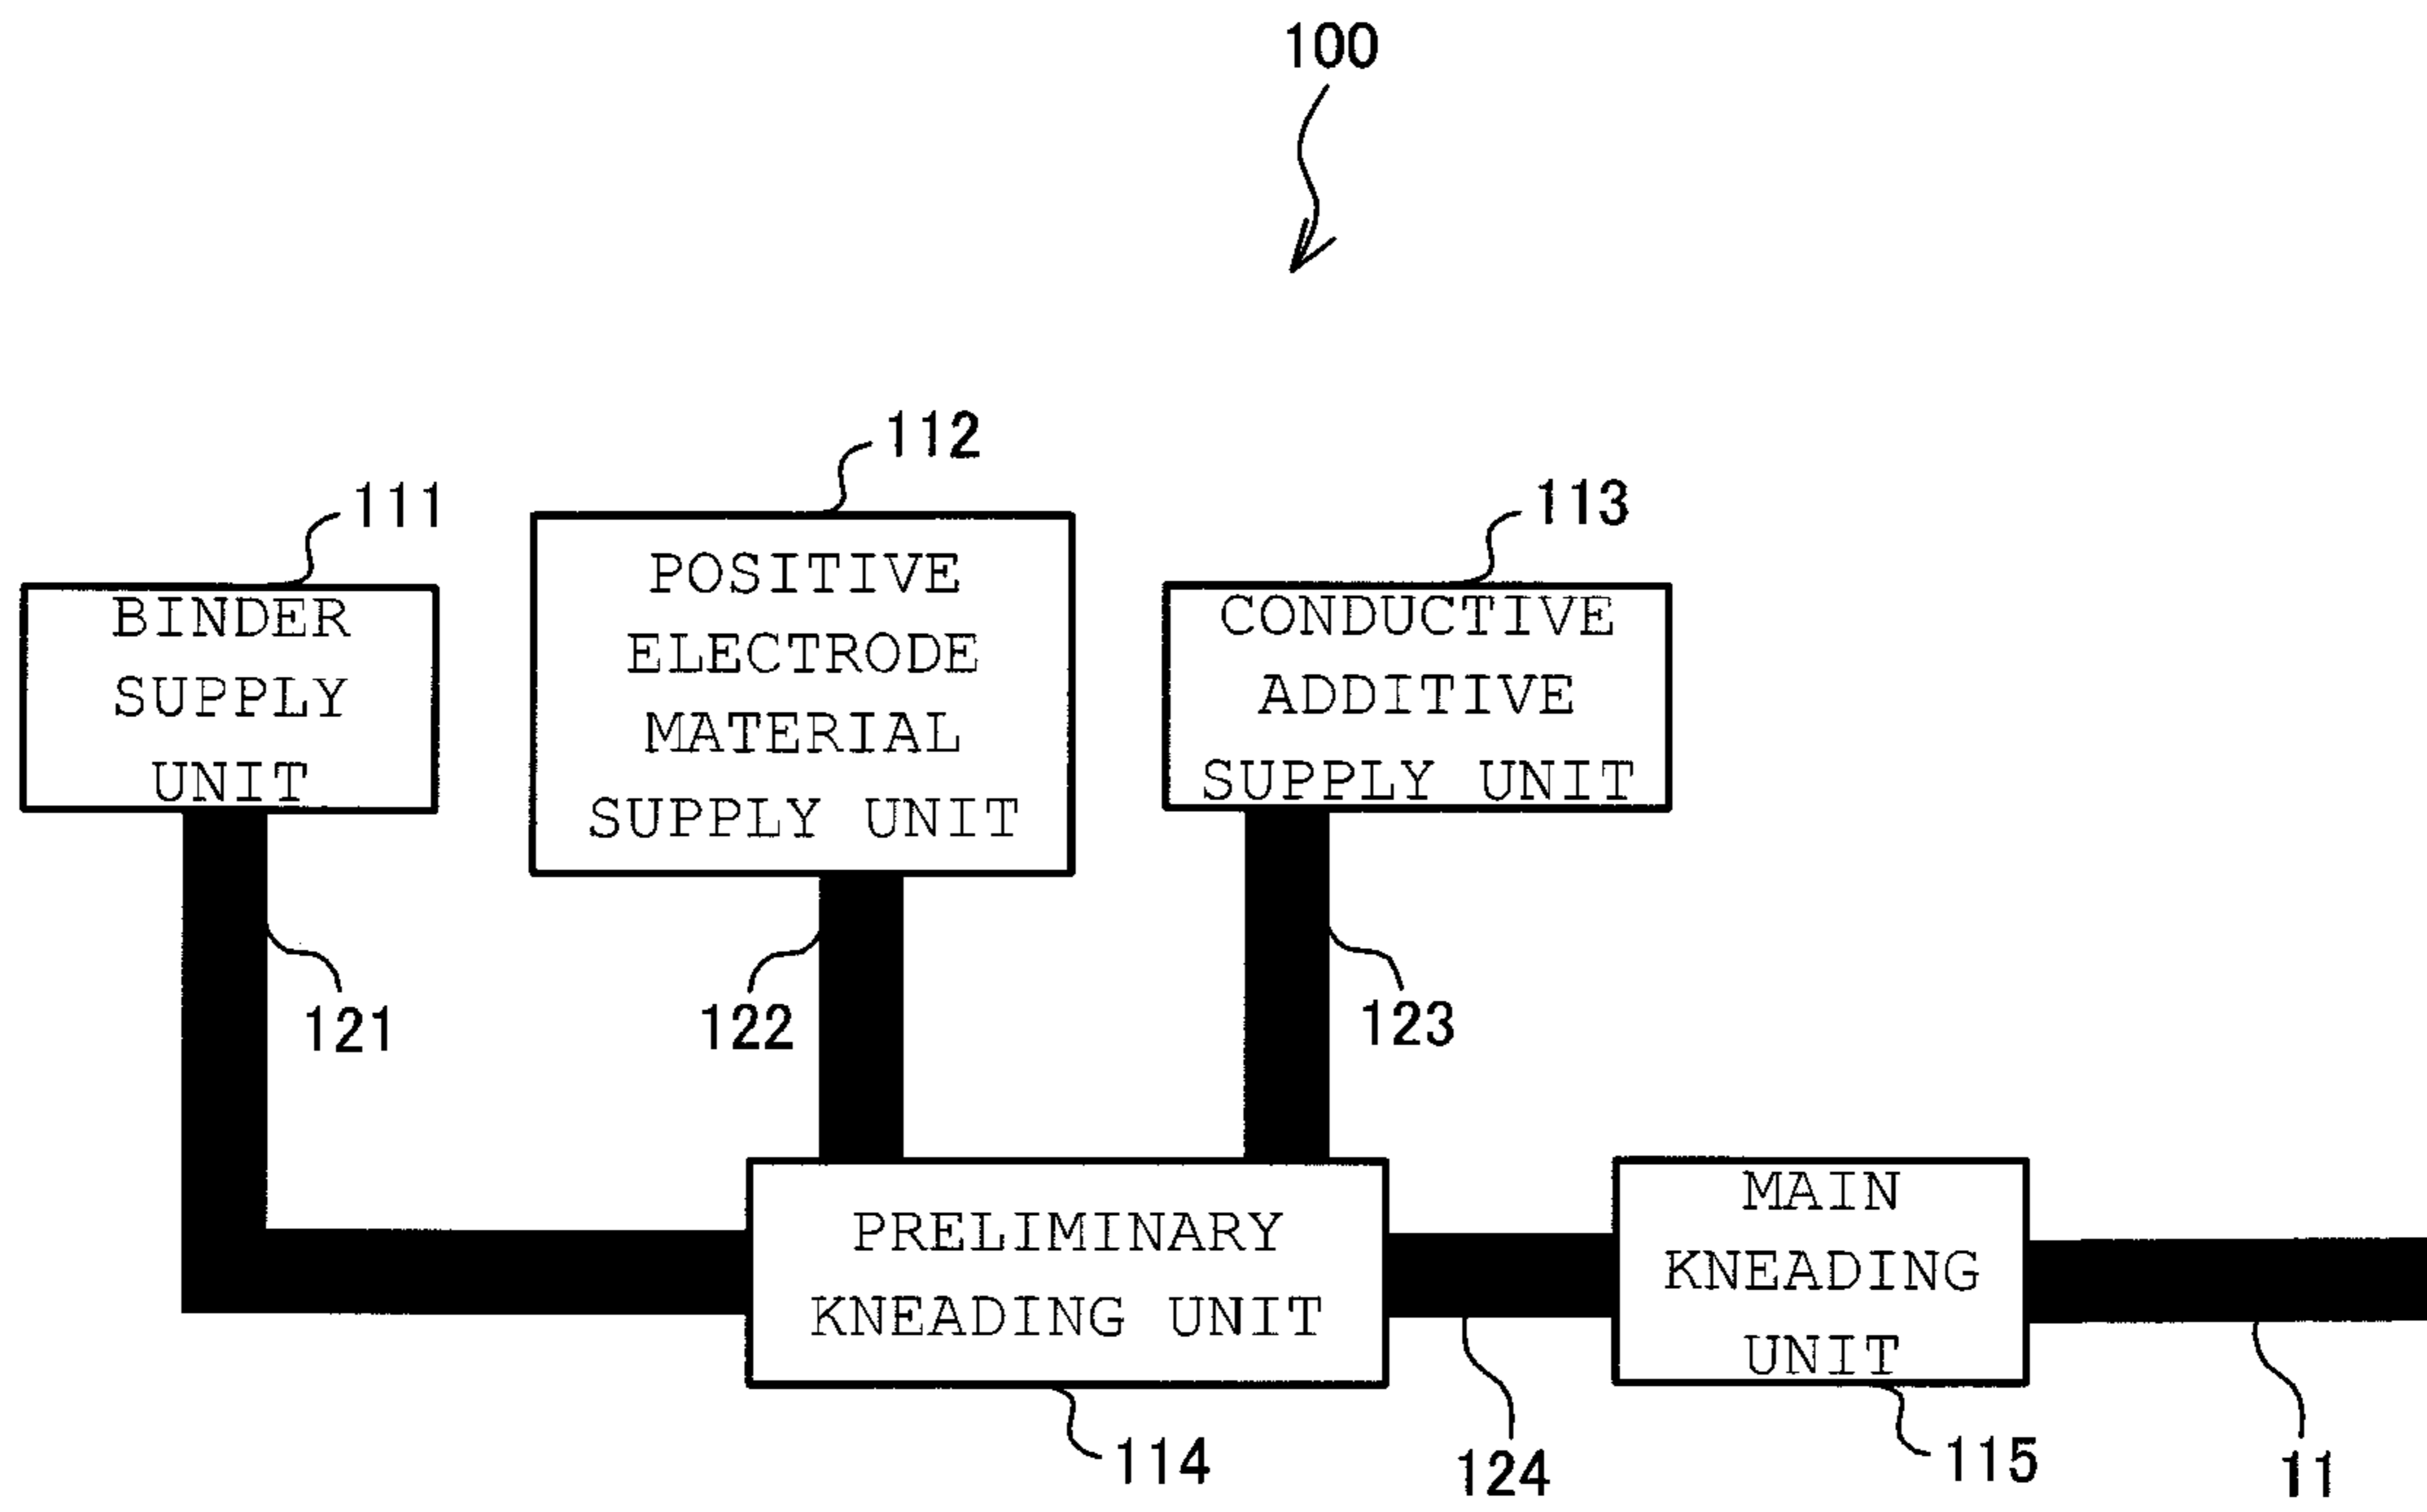 100
112
111
113
POSITIVE
ELECTRODE
MATERIAL
SUPPLY UNIT
BINDER
SUPPLY
UNIT
CONDUCTIVE
ADDITIVE
SUPPLY UNIT
121
122
123
PRELIMINARY
KNEADING UNIT
MAIN
KNEADING
UNIT
114
124
115
11